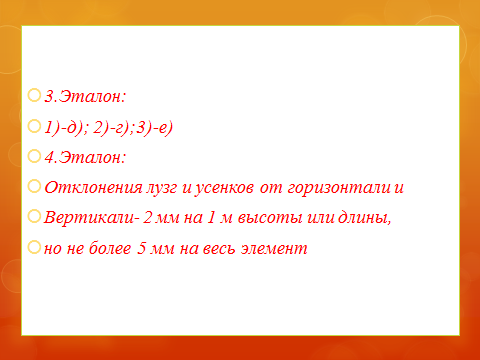 3.Эталон:
1)-д); 2)-г);3)-е)
4.Эталон:
Отклонения лузг и усенков от горизонтали и
Вертикали- 2 мм на 1 м высоты или длины,
но не более 5 мм на весь элемент